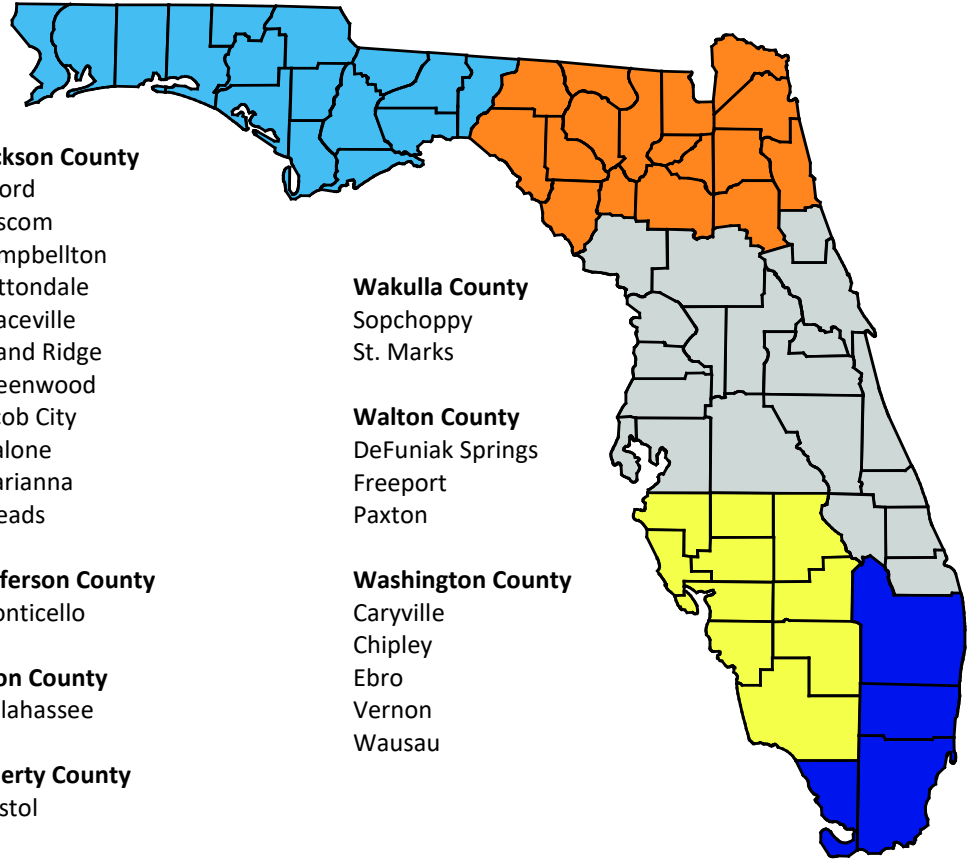 ckson County
ord
scom
mpbellton
ttondale
aceville
and Ridge
eenwood
cob City
alone
arianna
eads
fferson County
onticello
on County
lahassee
erty County
stol
Wakulla County
Sopchoppy
St. Marks
Walton County
DeFuniak Springs
Freeport
Paxton
Washington County
Caryville
Chipley
Ebro
Vernon
Wausau